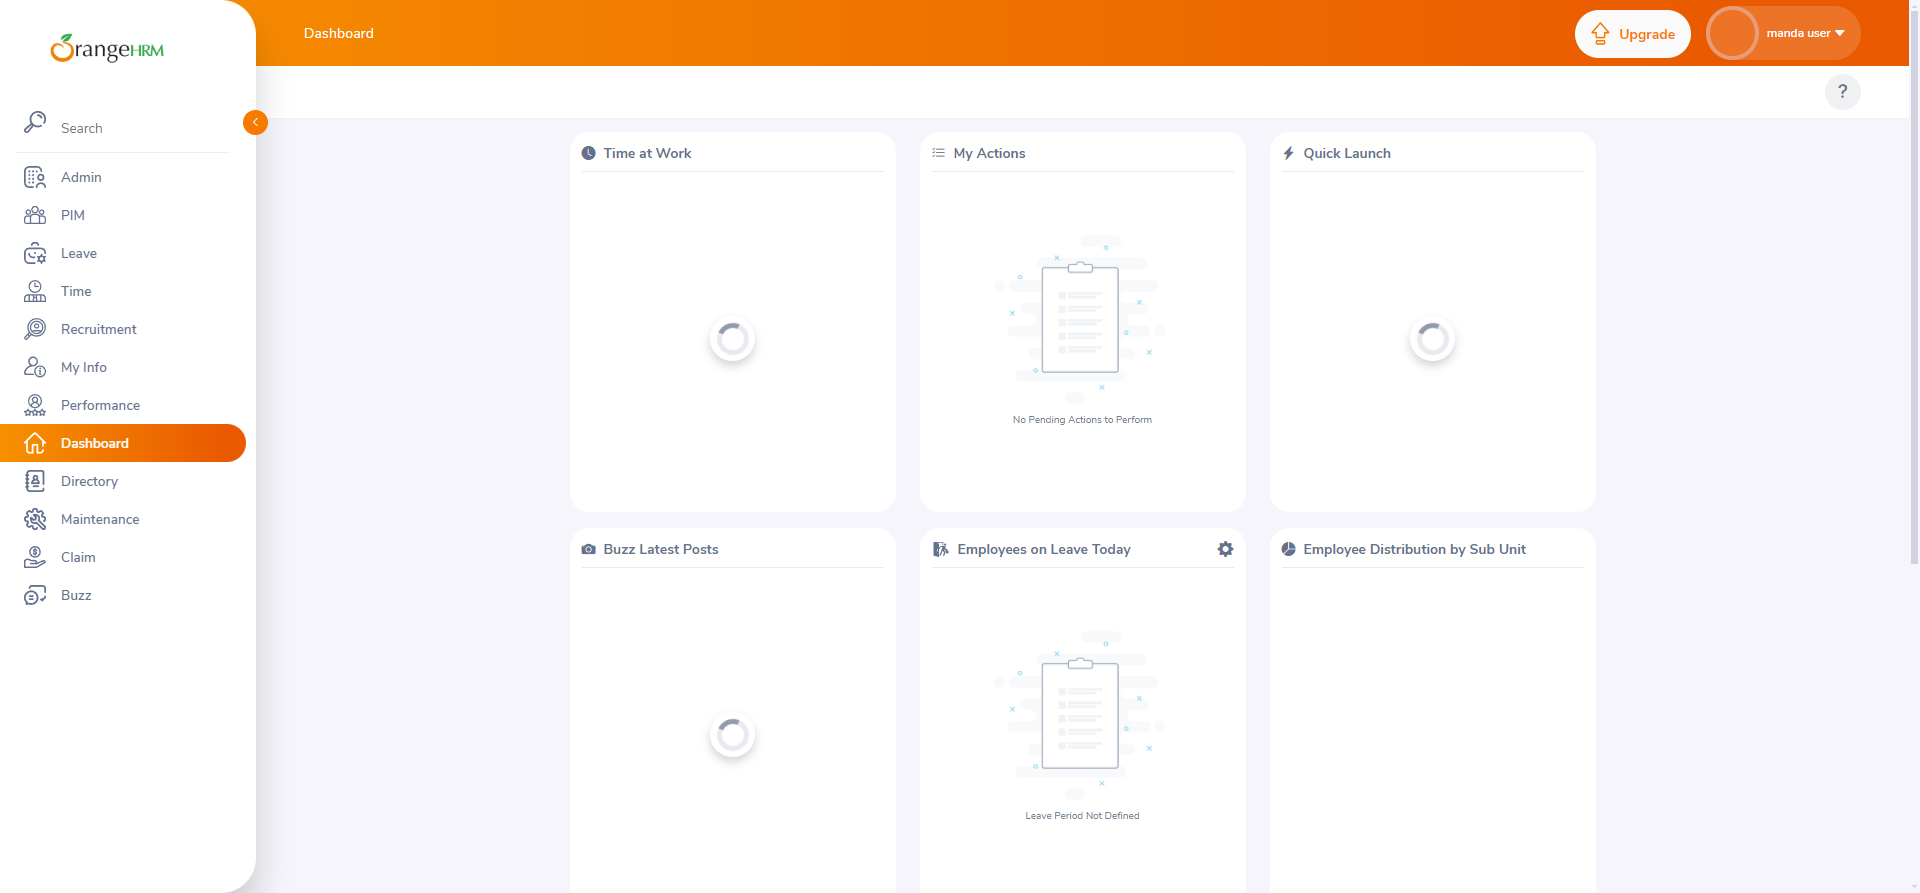 OrangeHRM
Dashboard
Upgrade
manda user
?
Search
Admin
PIM
Leave
Time
Recruitment
My Info
Performance
Dashboard
Directory
Maintenance
Claim
Buzz
Time at Work
My Actions
No Pending Actions to Perform
Quick Launch
Buzz Latest Posts
Employees on Leave Today
Leave Period Not Defined
Employee Distribution by Sub Unit